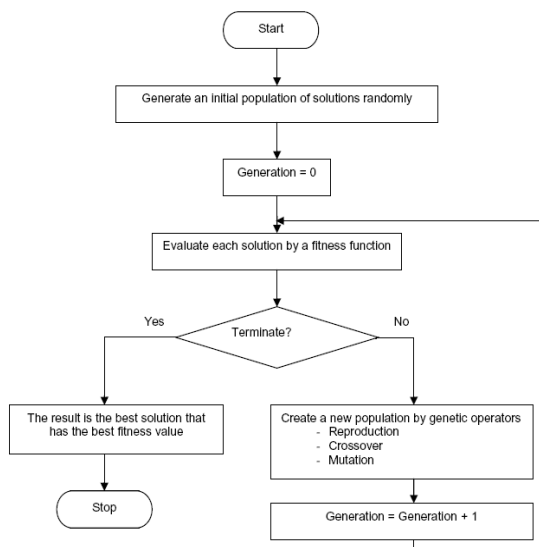 Start
Generate an initial population of solutions randomly
Generation = 0
Evaluate each solution by a fitness function
Terminate?
Yes
No
The result is the best solution that
has the best fitness value
Stop
Create a new population by genetic operators
- Reproduction
- Crossover
- Mutation
Generation = Generation + 1